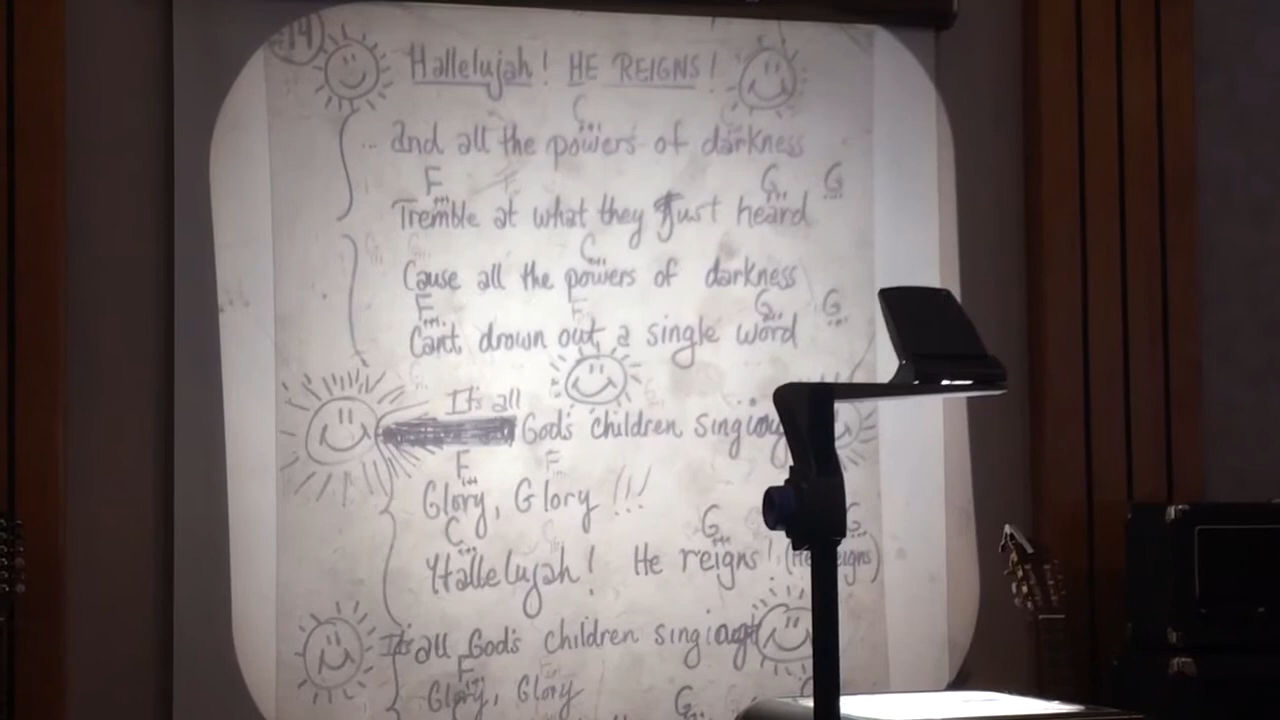 14
Hallelujah! HE REIGNS!
C
and all the powers of darkness
F C G
Tremble at what they Just heard
C
Cause all the powers of darkness
F F C G
Can't drown out a single word
It's all
God's children singing
F F
Glory, Glory !!!
C G G
Hallelujah! He reigns! (He reigns)
It's all God's children singing
F F
Glory, Glory
G